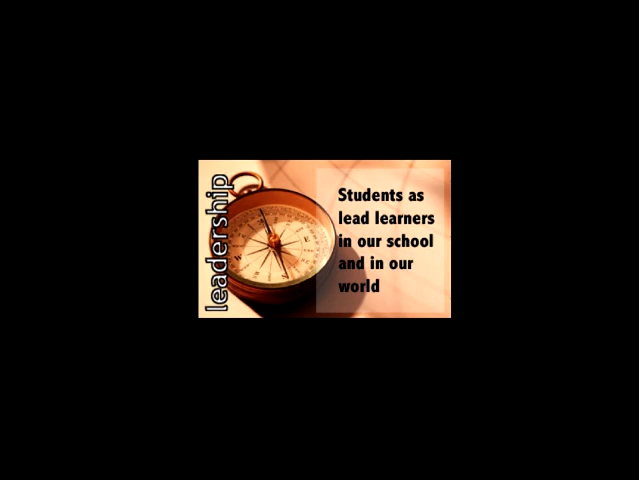 leadership
Students as
lead learners
in our school
and in our
world